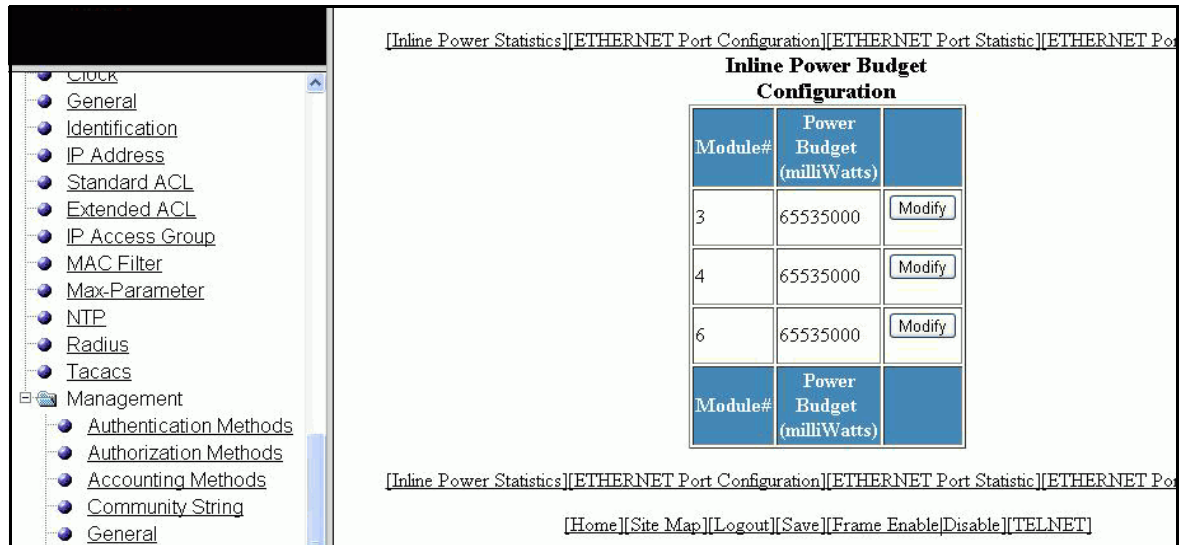 Clock
General
Identification
IP Address
Standard ACL
Extended ACL
IP Access Group
MAC Filter
Max-Parameter
NTP
Radius
Tacacs
Management
Authentication Methods
Authorization Methods
Accounting Methods
Community String
General
[Inline Power Statistics][ETHERNET Port Configuration][ETHERNET Port Statistic][ETHERNET Por
Inline Power Budget
Configuration
Module# Power Budget (milliWatts)
3 65535000 Modify
4 65535000 Modify
6 65535000 Modify
Module# Power Budget (milliWatts)
[Inline Power Statistics][ETHERNET Port Configuration][ETHERNET Port Statistic][ETHERNET Por
[Home][Site Map][Logout][Save][Frame Enable|Disable][TELNET]